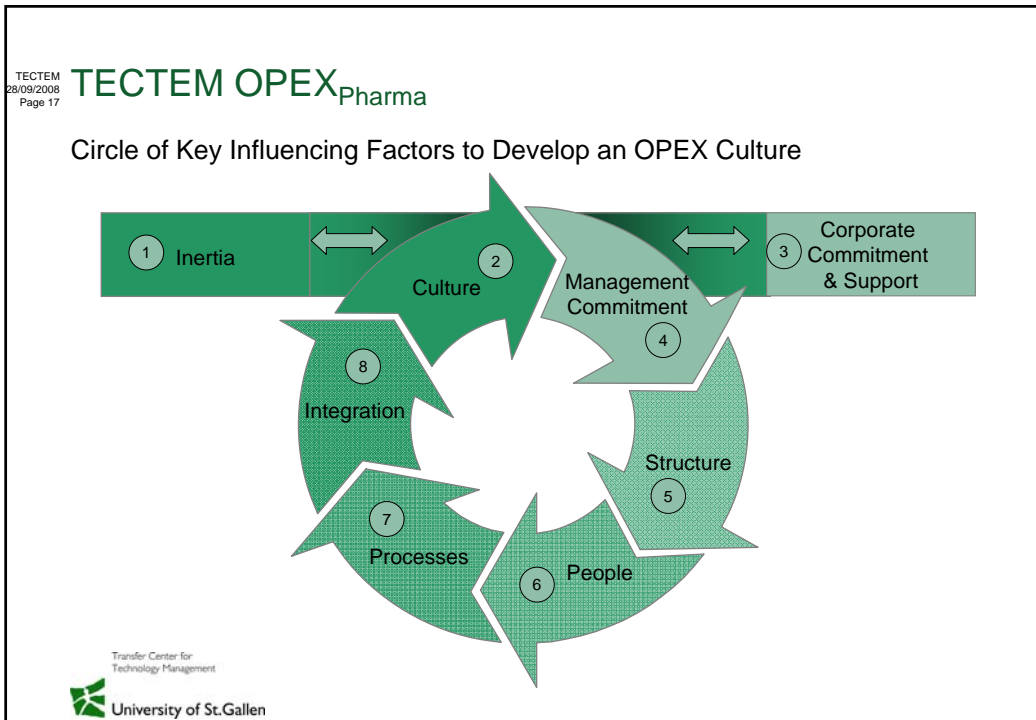 TECTEM
28/09/2008
Page 17
TECTEM OPEXPharma
Circle of Key Influencing Factors to Develop an OPEX Culture
1 Inertia
2
Culture
3
Corporate
Commitment
& Support
Management
Commitment
4
Structure
5
6 People
7
Processes
8
Integration
Transfer Center for
Technology Management
University of St.Gallen